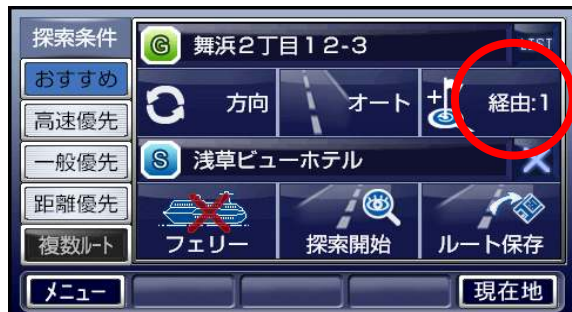 探索条件
G 舞浜2丁目12-3 LIST
おすすめ
方向 オート 経由:1
高速優先
一般優先
S 浅草ビューホテル
距離優先
フェリー 探索開始 ルート保存
複数ルート
メニュー 現在地